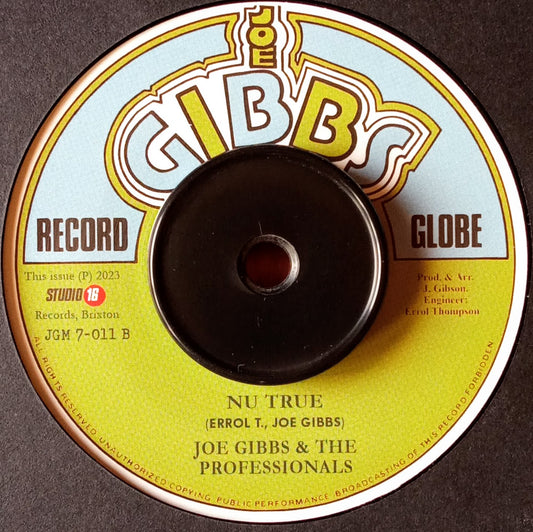 JOE
GIBBS
RECORD GLOBE
This issue (P) 2023
STUDIO 16
Records, Brixton
JGM 7-011 B
Prod. & Arr.
J. Gibson.
Engineer:
Errol Thompson
NU TRUE
(ERROL T., JOE GIBBS)
JOE GIBBS & THE
PROFESSIONALS
ALL RIGHTS RESERVED. UNAUTHORIZED COPYING, PUBLIC PERFORMANCE, BROADCASTING OF THIS RECORD FORBIDDEN